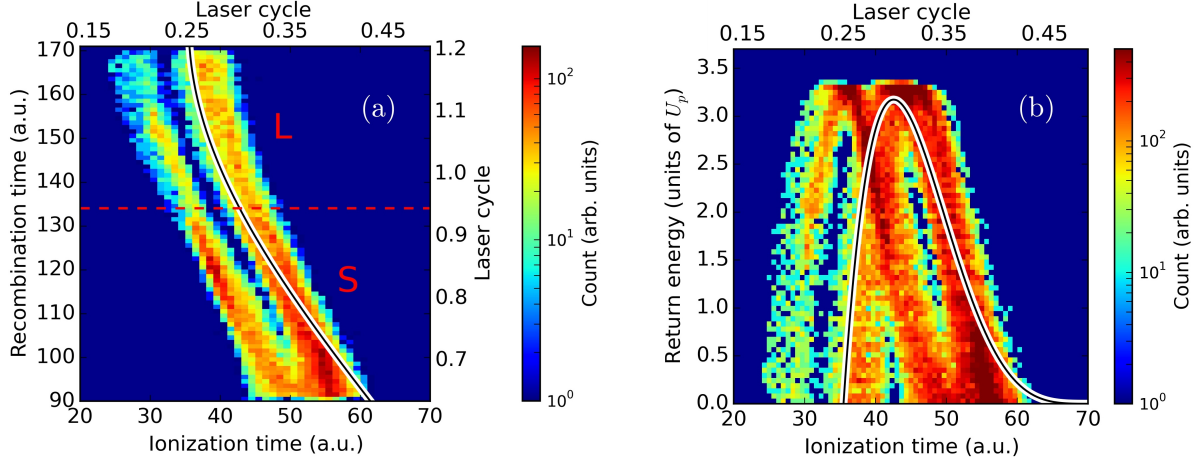 Laser cycle
0.15 0.25 0.35 0.45
170
160
150
140
130
120
110
100
90
Recombination time (a.u.)
(a)
L
S
1.2
1.1
1.0
0.9
0.8
0.7
Laser cycle
20 30 40 50 60 70
Ionization time (a.u.)
10²
10¹
10⁰
Count (arb. units)
Laser cycle
0.15 0.25 0.35 0.45
3.5
3.0
2.5
2.0
1.5
1.0
0.5
0.0
Return energy (units of Uₚ)
(b)
20 30 40 50 60 70
Ionization time (a.u.)
10²
10¹
10⁰
Count (arb. units)